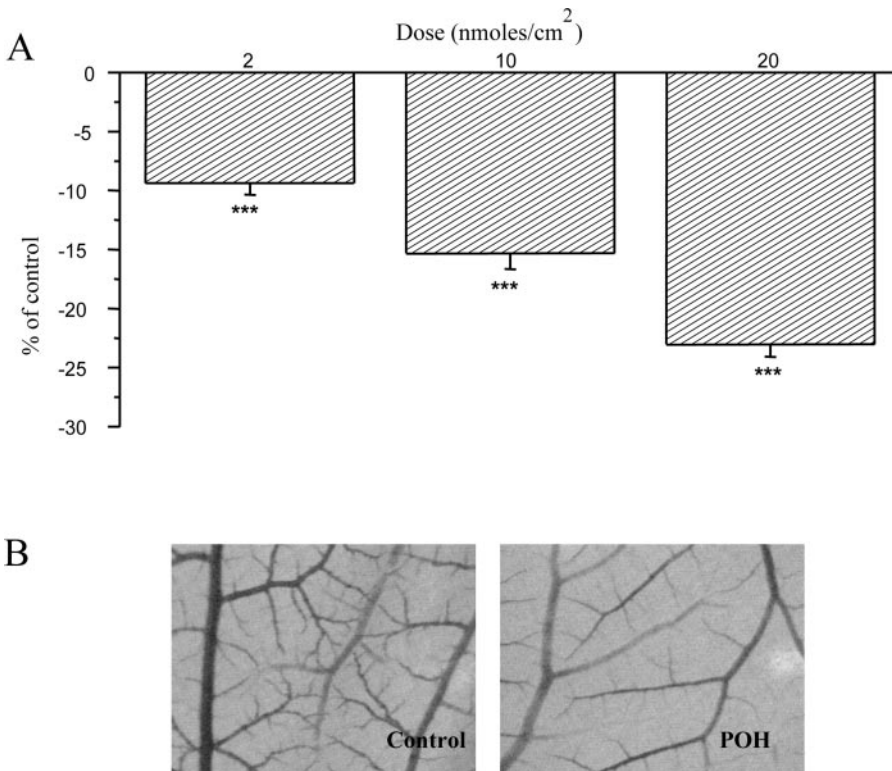 A
Dose (nmoles/cm²)
2 10 20
0
-5
-10
-15
-20
-25
-30
% of control
***
***
***
B
Control
POH